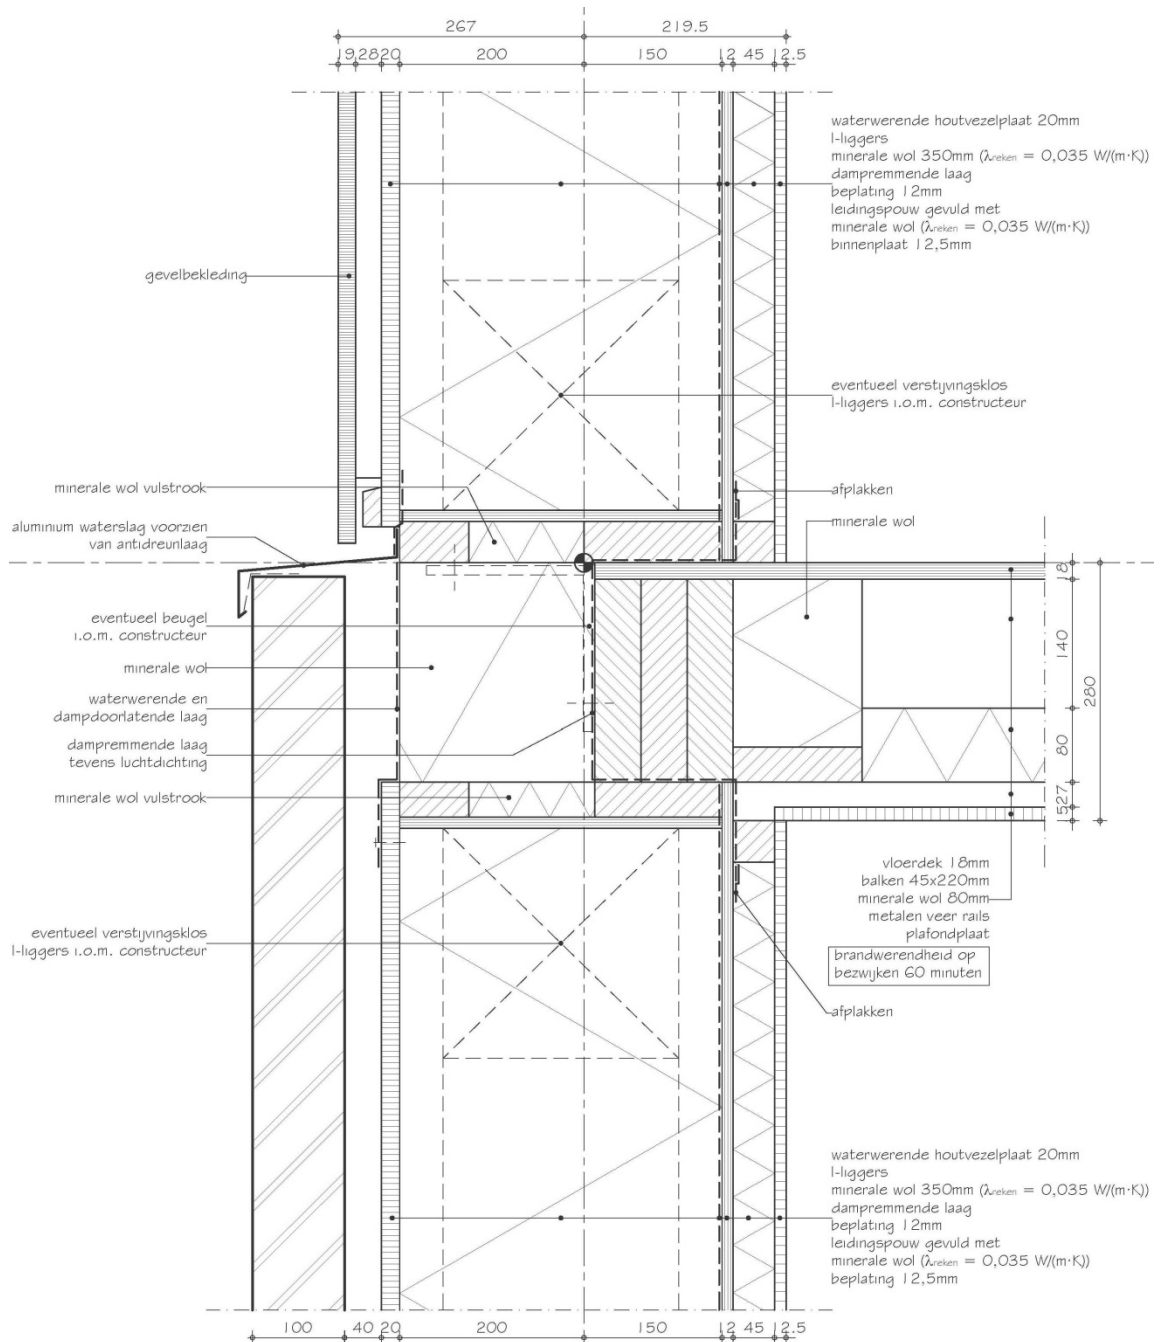 267 219.5
19 28 20 200 150 12 45 12.5
waterwerende houtvezelplaat 20mm
I-liggers
minerale wol 350mm (λreken = 0,035 W/(m·K))
dampremmende laag
beplating 12mm
leidingspouw gevuld met
minerale wol (λreken = 0,035 W/(m·K))
binnenplaat 12,5mm
gevelbekleding
eventueel verstijvingsklos
I-liggers i.o.m. constructeur
minerale wol vulstrook
afplakken
aluminium waterslag voorzien
van antidreunlaag
minerale wol
eventueel beugel
i.o.m. constructeur
minerale wol
waterwerende en
dampdoorlatende laag
dampremmende laag
tevens luchtdichting
minerale wol vulstrook
18
140
80
527
280
vloerdek 18mm
balken 45x220mm
minerale wol 80mm
metalen veer rails
plafondplaat
brandwerendheid op
bezwijken 60 minuten
eventueel verstijvingsklos
I-liggers i.o.m. constructeur
afplakken
waterwerende houtvezelplaat 20mm
I-liggers
minerale wol 350mm (λreken = 0,035 W/(m·K))
dampremmende laag
beplating 12mm
leidingspouw gevuld met
minerale wol (λreken = 0,035 W/(m·K))
beplating 12,5mm
100 40 20 200 150 12 45 12.5